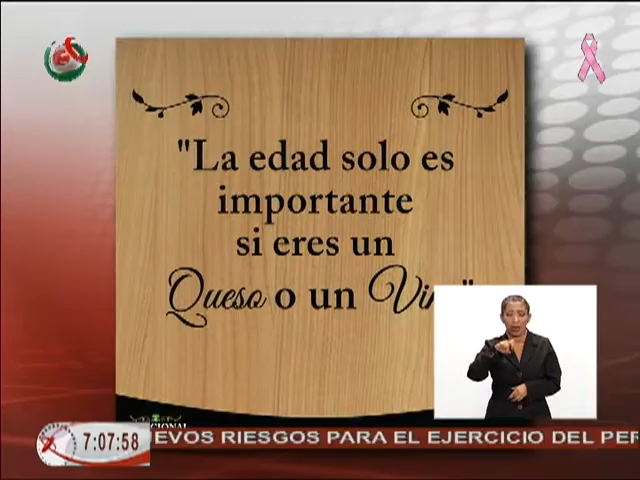 "La edad solo es
importante
si eres un
Queso o un
7:07:58
EVOS RIESGOS PARA EL EJERCICIO DEL PER